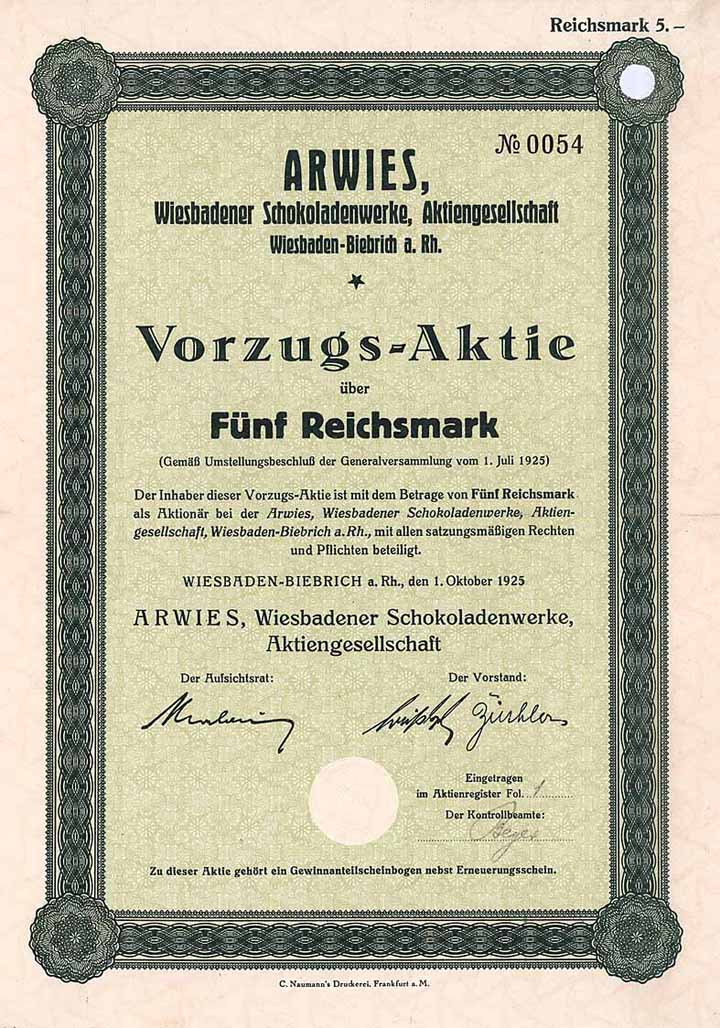 Reichsmark 5.–
№ 0054
ARWIES,
Wiesbadener Schokoladenwerke, Aktiengesellschaft
Wiesbaden-Biebrich a. Rh.
Vorzugs-Aktie
über
Fünf Reichsmark
(Gemäß Umstellungsbeschluß der Generalversammlung vom 1. Juli 1925)
Der Inhaber dieser Vorzugs-Aktie ist mit dem Betrage von Fünf Reichsmark
als Aktionär bei der Arwies, Wiesbadener Schokoladenwerke, Aktien-
gesellschaft, Wiesbaden-Biebrich a. Rh., mit allen satzungsmäßigen Rechten
und Pflichten beteiligt.
WIESBADEN-BIEBRICH a. Rh., den 1. Oktober 1925
ARWIES, Wiesbadener Schokoladenwerke,
Aktiengesellschaft
Der Aufsichtsrat:
Der Vorstand:
Eingetragen
im Aktienregister Fol. 1
Der Kontrollbeamte:
Zu dieser Aktie gehört ein Gewinnanteilscheinbogen nebst Erneuerungsschein.
C. Naumann's Druckerei, Frankfurt a. M.